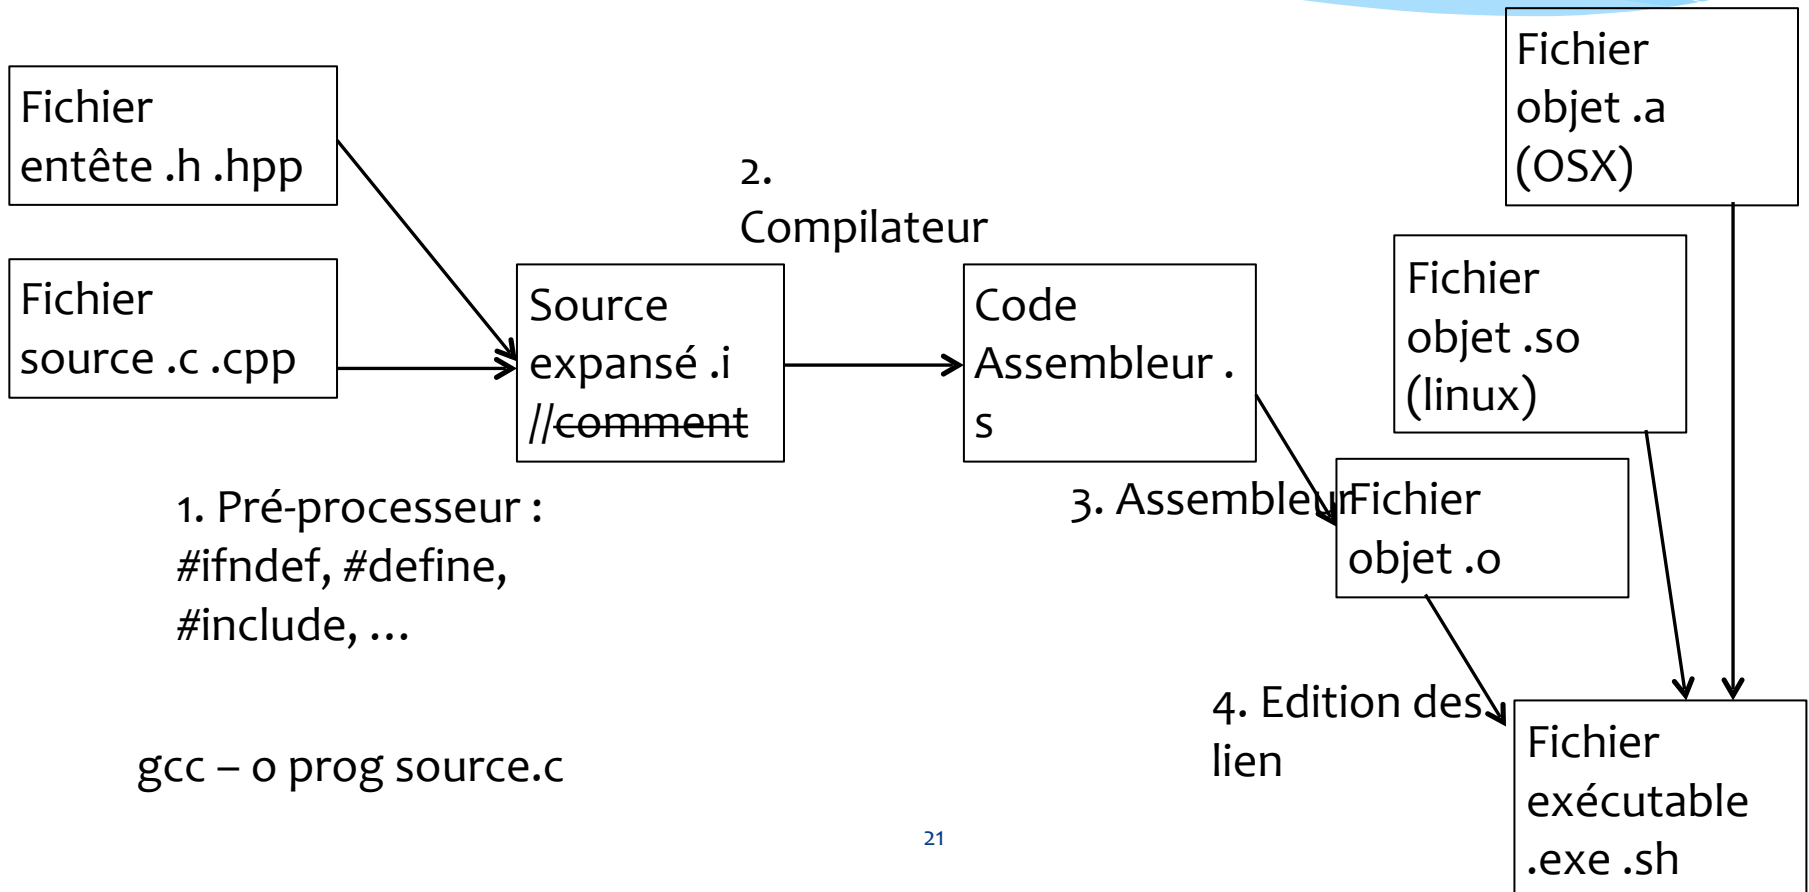 Fichier
entête .h .hpp
Fichier
source .c .cpp
1. Pré-processeur :
#ifndef, #define,
#include, ...
gcc – o prog source.c
Source
expansé .i
//comment
2.
Compilateur
Code
Assembleur .
s
3. Assembleur
Fichier
objet .o
Fichier
objet .so
(linux)
Fichier
objet .a
(OSX)
4. Edition des
lien
Fichier
exécutable
.exe .sh
21